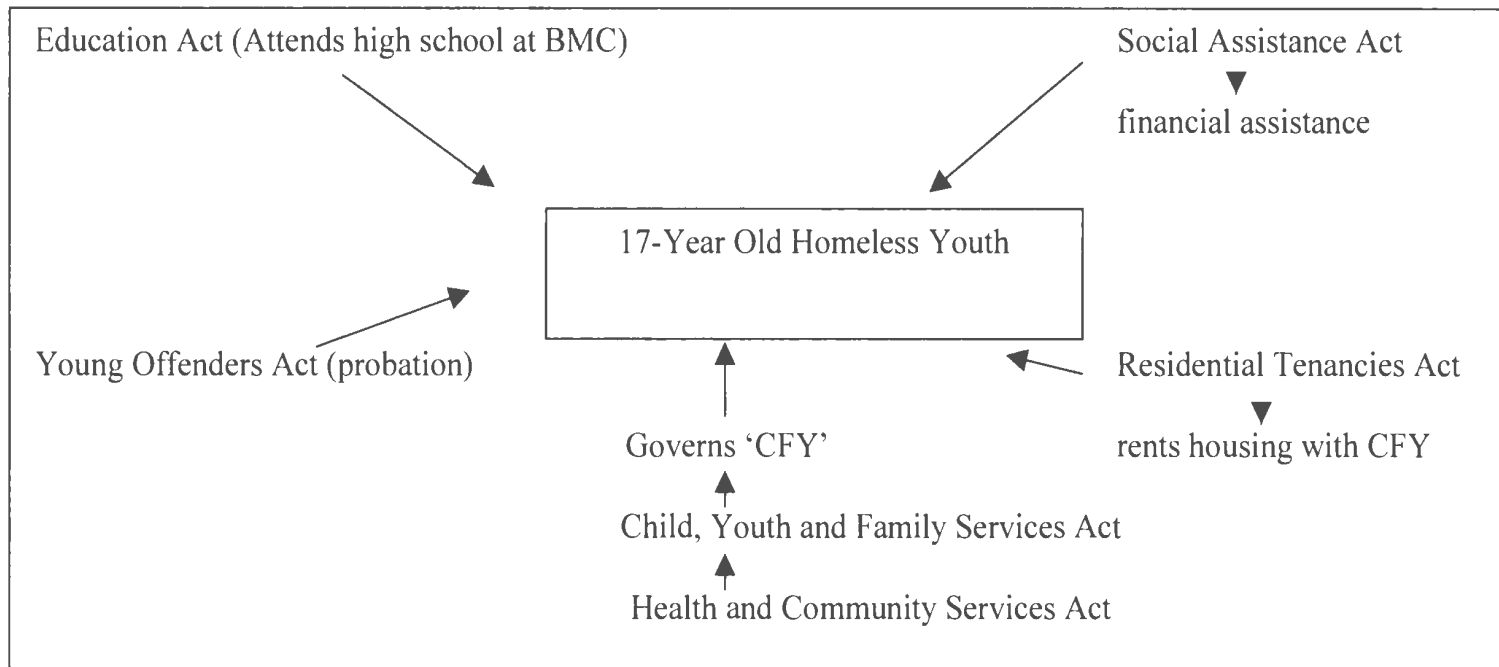 Education Act (Attends high school at BMC)
Social Assistance Act
financial assistance
17-Year Old Homeless Youth
Young Offenders Act (probation)
Residential Tenancies Act
Governs ‘CFY’
rents housing with CFY
Child, Youth and Family Services Act
Health and Community Services Act